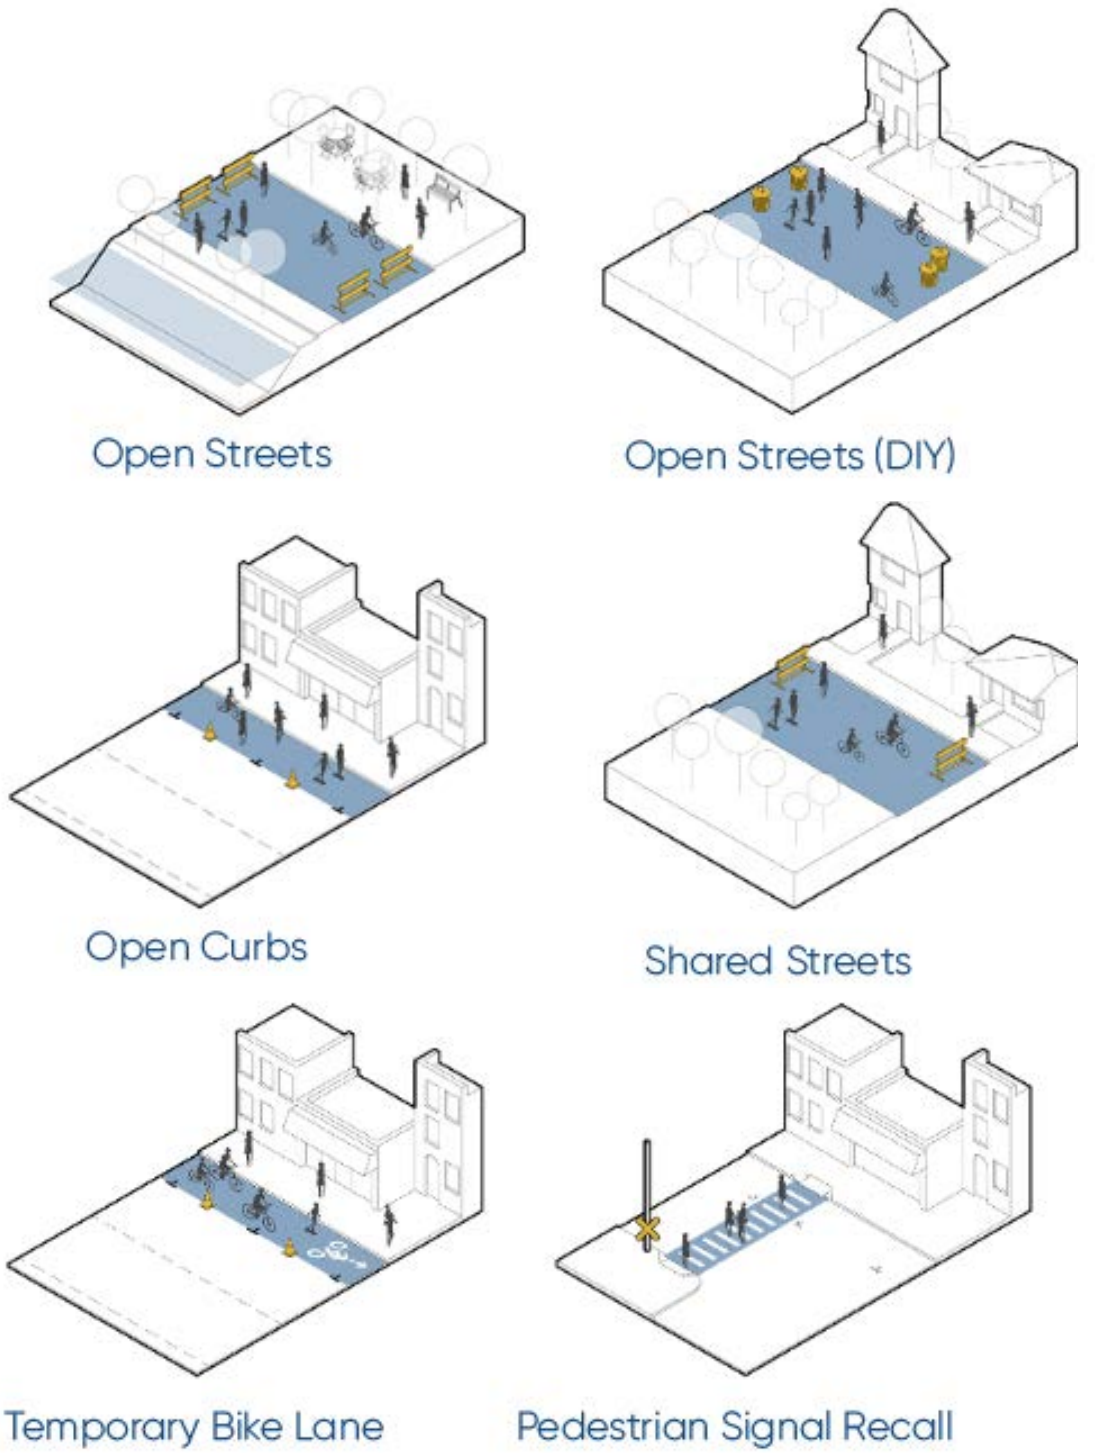 Open Streets
Open Streets (DIY)
Open Curbs
Shared Streets
Temporary Bike Lane
Pedestrian Signal Recall